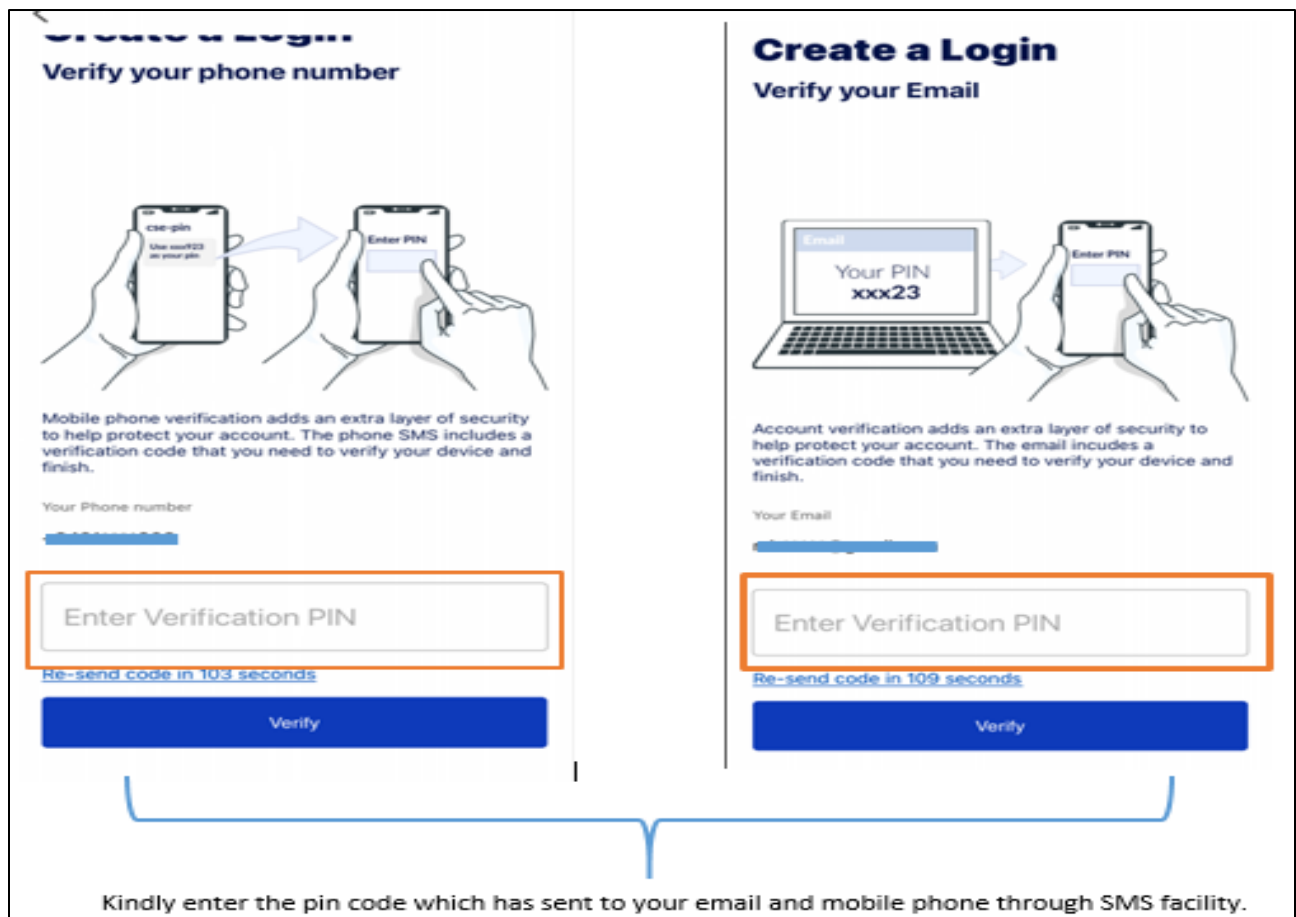 Create a Login
Verify your phone number
cse-pin
Use xxx923
as your pin
Enter PIN
Mobile phone verification adds an extra layer of security
to help protect your account. The phone SMS includes a
verification code that you need to verify your device and
finish.
Your Phone number
Enter Verification PIN
Re-send code in 103 seconds
Verify
Create a Login
Verify your Email
Email
Your PIN
xxx23
Enter PIN
Account verification adds an extra layer of security to
help protect your account. The email incudes a
verification code that you need to verify your device and
finish.
Your Email
Enter Verification PIN
Re-send code in 109 seconds
Verify
Kindly enter the pin code which has sent to your email and mobile phone through SMS facility.